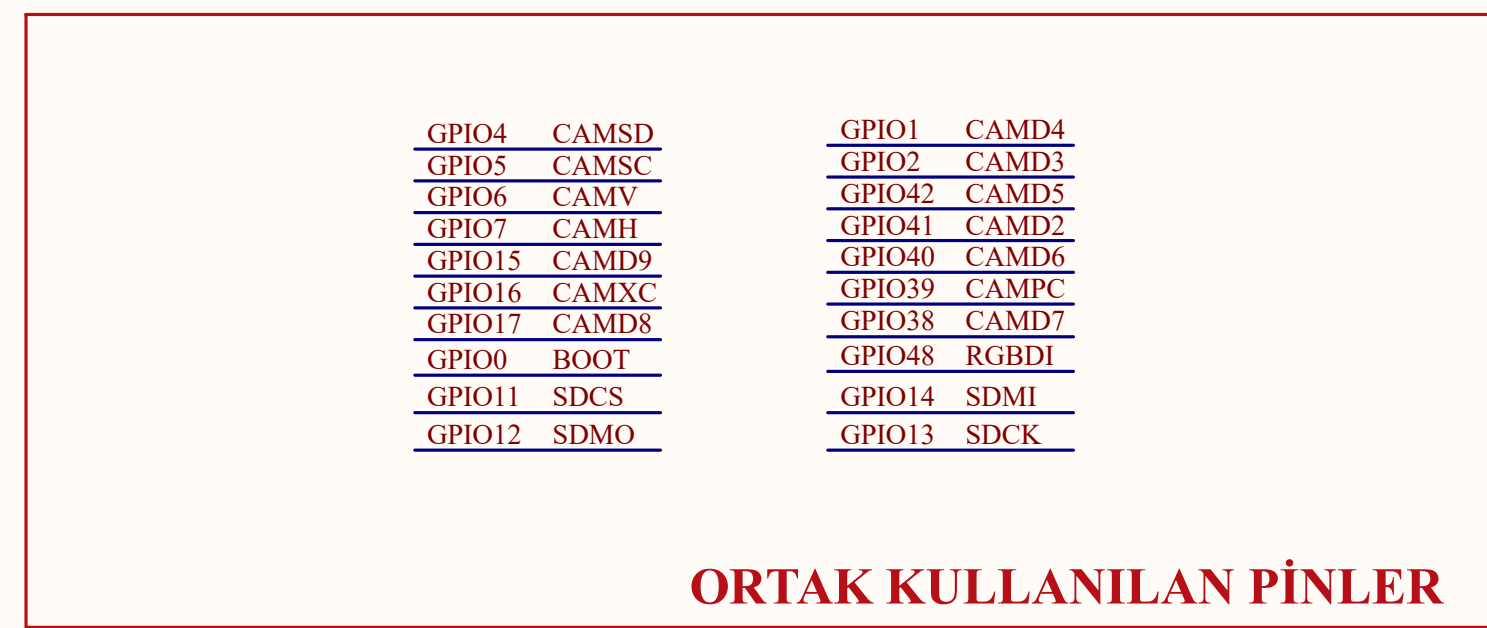 GPIO4 CAMSD
GPIO5 CAMSC
GPIO6 CAMV
GPIO7 CAMH
GPIO15 CAMD9
GPIO16 CAMXC
GPIO17 CAMD8
GPIO0 BOOT
GPIO11 SDCS
GPIO12 SDMO
GPIO1 CAMD4
GPIO2 CAMD3
GPIO42 CAMD5
GPIO41 CAMD2
GPIO40 CAMD6
GPIO39 CAMPC
GPIO38 CAMD7
GPIO48 RGBDI
GPIO14 SDMI
GPIO13 SDCK
ORTAK KULLANILAN PİNLER